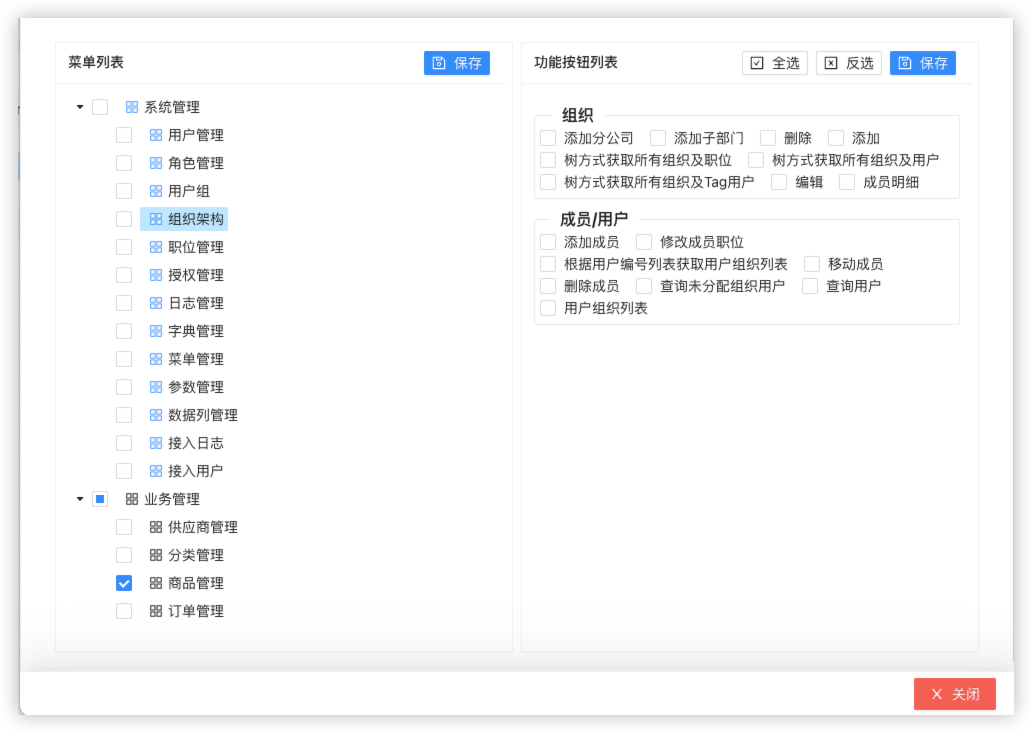 菜单列表
保存
系统管理
用户管理
角色管理
用户组
组织架构
职位管理
授权管理
日志管理
字典管理
菜单管理
参数管理
数据列管理
接入日志
接入用户
业务管理
供应商管理
分类管理
商品管理
订单管理
功能按钮列表
全选 反选 保存
组织
添加分公司 添加子部门 删除 添加
树方式获取所有组织及职位 树方式获取所有组织及用户
树方式获取所有组织及Tag用户 编辑 成员明细
成员/用户
添加成员 修改成员职位
根据用户编号列表获取用户组织列表 移动成员
删除成员 查询未分配组织用户 查询用户
用户组织列表
关闭